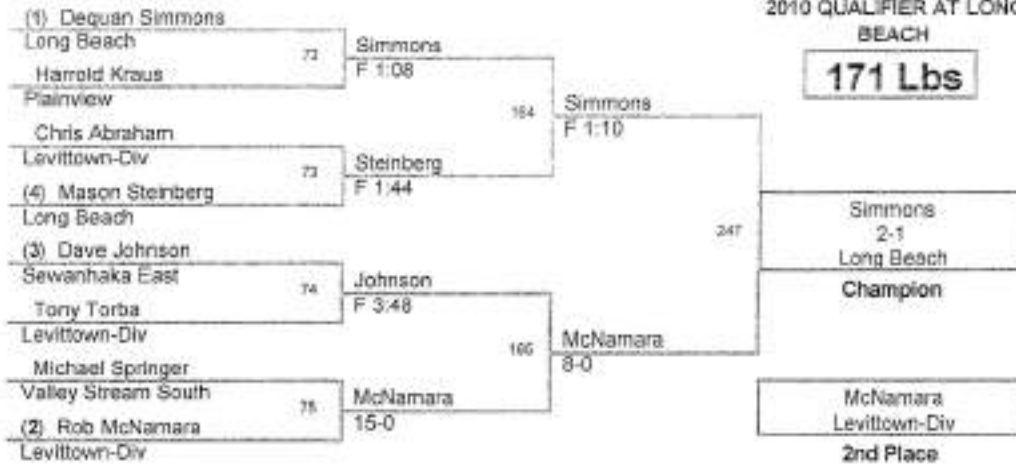 2010 QUALIFIER AT LONG
BEACH
171 Lbs
(1) Dequan Simmons
Long Beach
Harrold Kraus
Plainview
Chris Abraham
Levittown-Div
(4) Mason Steinberg
Long Beach
(3) Dave Johnson
Sewanhaka East
Tony Torba
Levittown-Div
Michael Springer
Valley Stream South
(2) Rob McNamara
Levittown-Div
73
Simmons
F 1:08
73
Steinberg
F 1:44
74
Johnson
F 3:48
75
McNamara
15-0
164
Simmons
F 1:10
165
McNamara
8-0
247
Simmons
2-1
Long Beach
Champion
McNamara
Levittown-Div
2nd Place